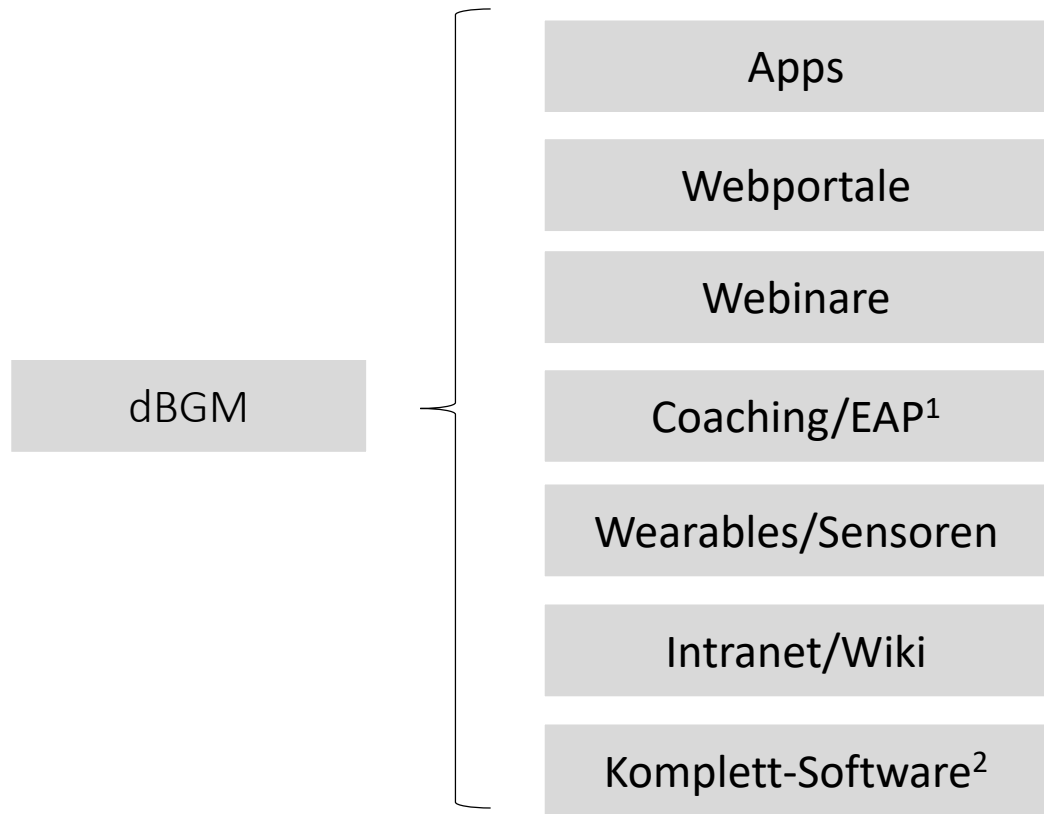 Apps
Webportale
Webinare
dBGM
Coaching/EAP¹
Wearables/Sensoren
Intranet/Wiki
Komplett-Software²